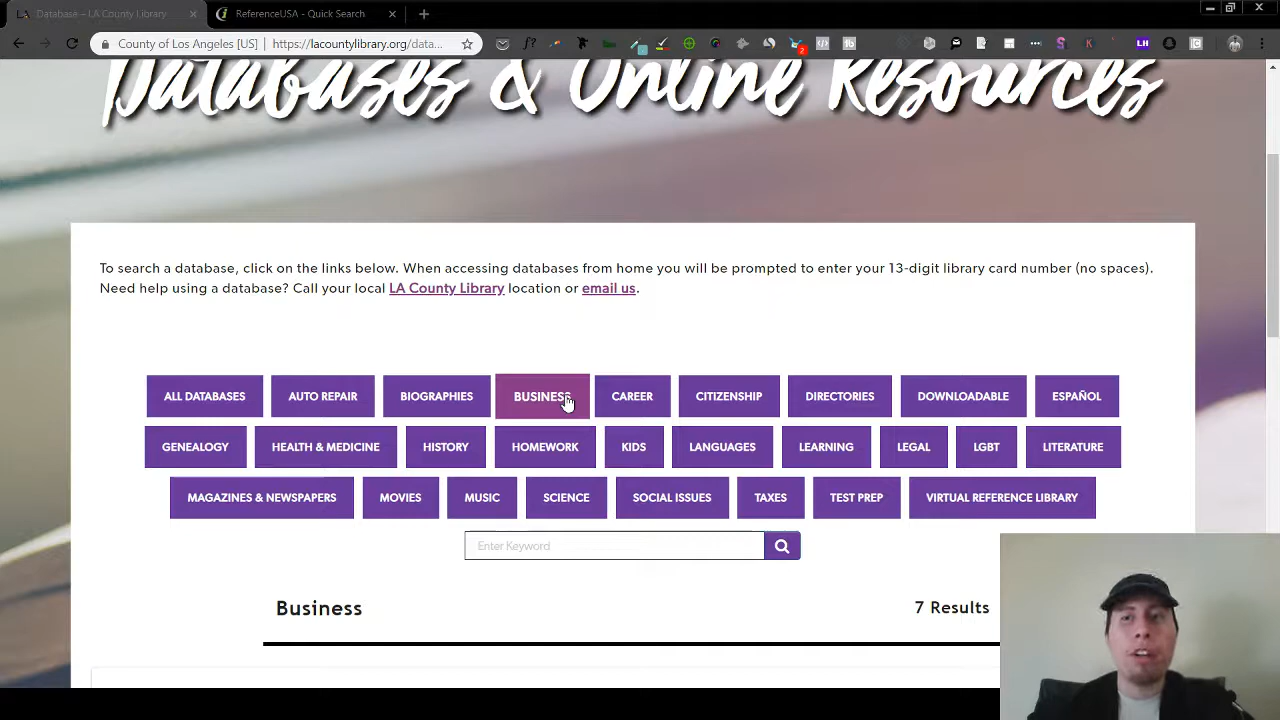 Database – LA County Library
ReferenceUSA - Quick Search
County of Los Angeles [US] | https://lacountylibrary.org/data...
Databases & Online Resources
To search a database, click on the links below. When accessing databases from home you will be prompted to enter your 13-digit library card number (no spaces).
Need help using a database? Call your local LA County Library location or email us.
ALL DATABASES AUTO REPAIR BIOGRAPHIES BUSINESS CAREER CITIZENSHIP DIRECTORIES DOWNLOADABLE ESPAÑOL
GENEALOGY HEALTH & MEDICINE HISTORY HOMEWORK KIDS LANGUAGES LEARNING LEGAL LGBT LITERATURE
MAGAZINES & NEWSPAPERS MOVIES MUSIC SCIENCE SOCIAL ISSUES TAXES TEST PREP VIRTUAL REFERENCE LIBRARY
Enter Keyword
Business 7 Results